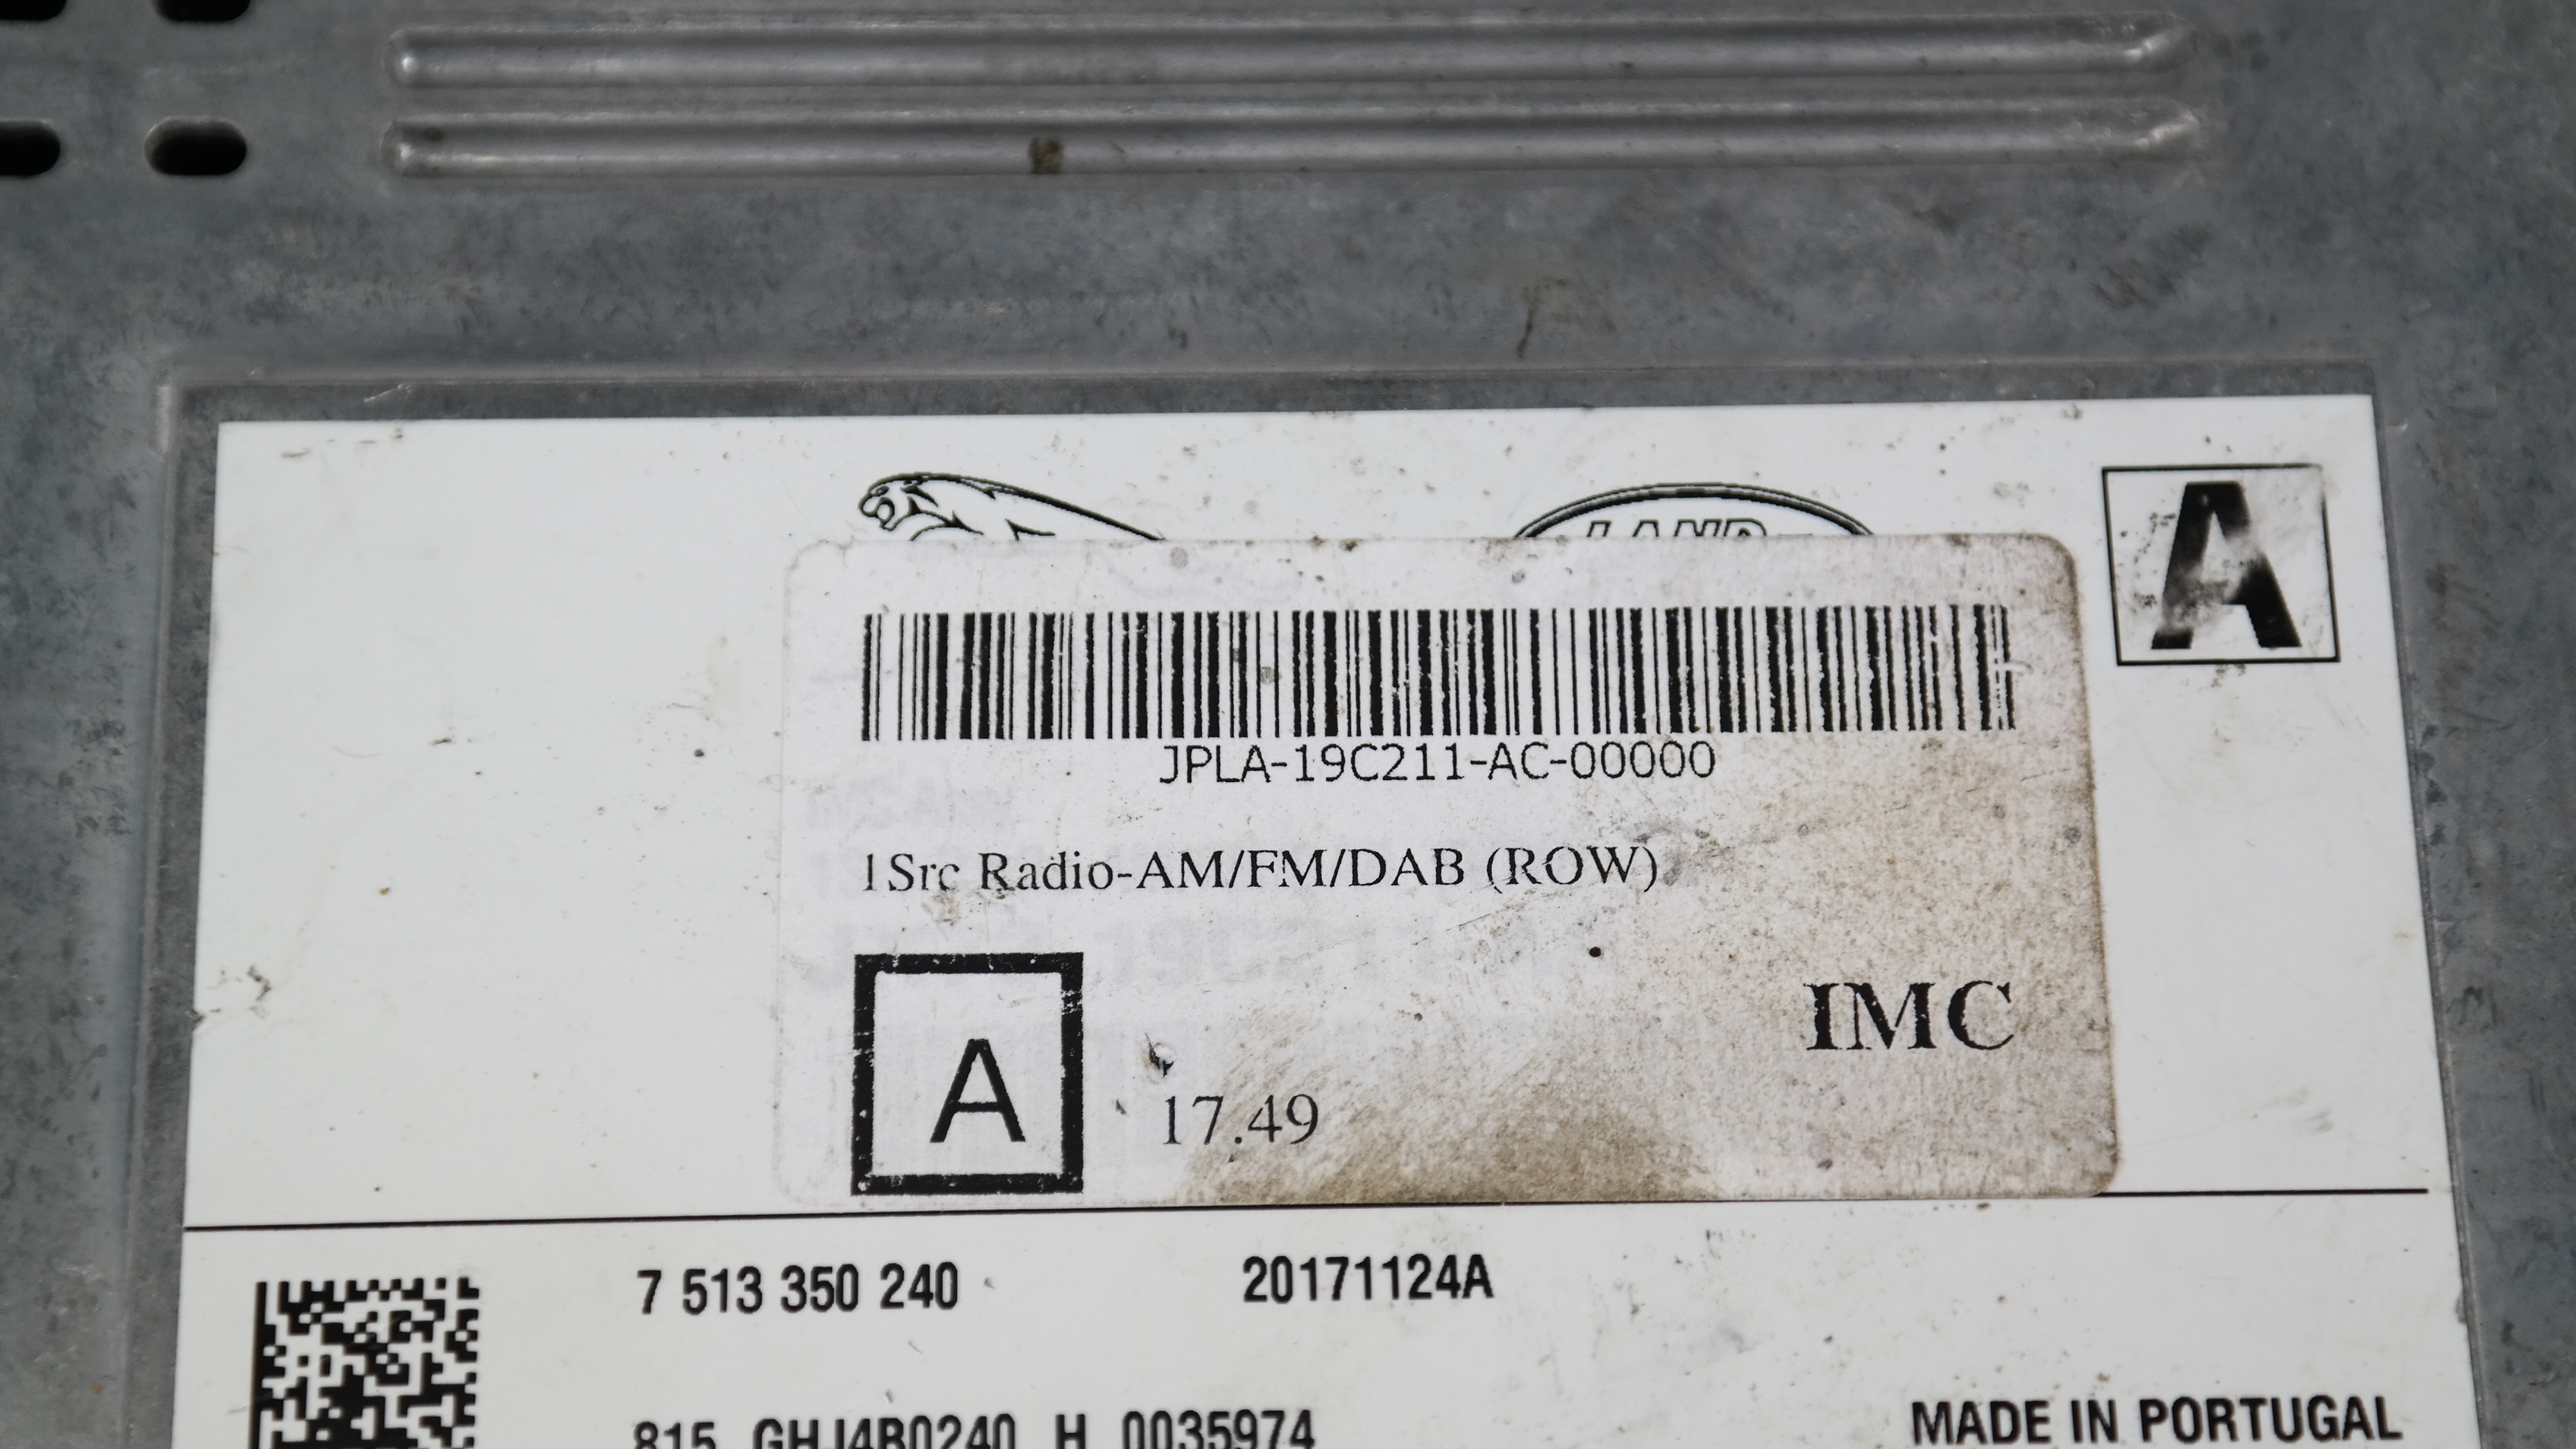 LAND
A
JPLA-19C211-AC-00000
1Src Radio-AM/FM/DAB (ROW)
IMC
A
17.49
7 513 350 240 20171124A
815 GHJ4B0240 H 0035974
MADE IN PORTUGAL